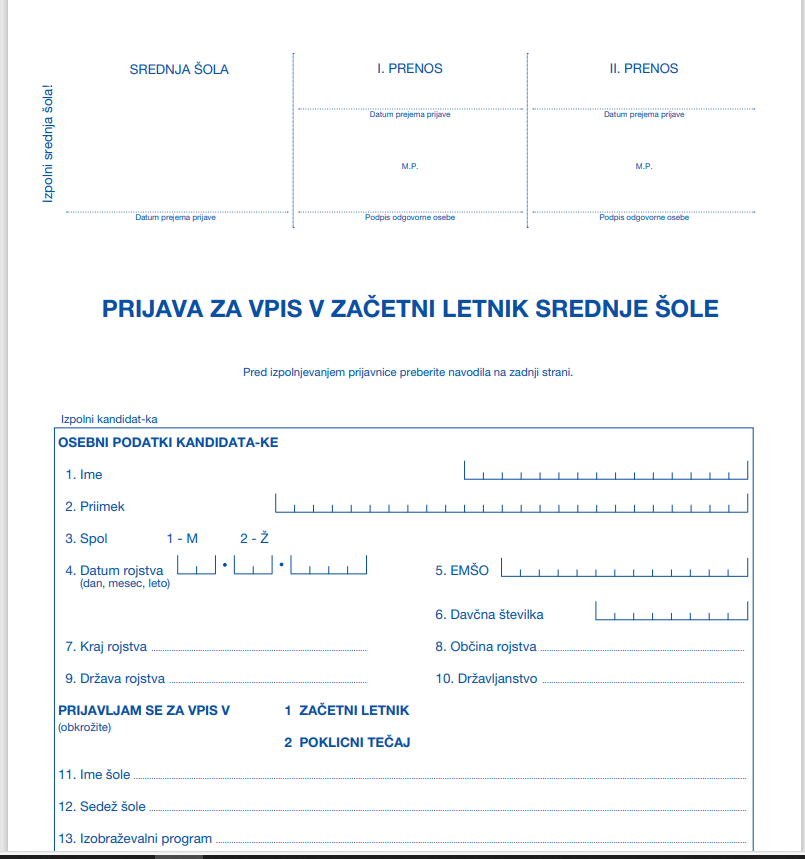 Izpolni srednja šola!
SREDNJA ŠOLA
Datum prejema prijave
I. PRENOS
Datum prejema prijave
M.P.
Podpis odgovorne osebe
II. PRENOS
Datum prejema prijave
M.P.
Podpis odgovorne osebe
PRIJAVA ZA VPIS V ZAČETNI LETNIK SREDNJE ŠOLE
Pred izpolnjevanjem prijavnice preberite navodila na zadnji strani.
Izpolni kandidat-ka
OSEBNI PODATKI KANDIDATA-KE
1. Ime
2. Priimek
3. Spol 1 - M 2 - Ž
4. Datum rojstva
(dan, mesec, leto)
5. EMŠO
6. Davčna številka
7. Kraj rojstva
8. Občina rojstva
9. Država rojstva
10. Državljanstvo
PRIJAVLJAM SE ZA VPIS V
(obkrožite)
1 ZAČETNI LETNIK
2 POKLICNI TEČAJ
11. Ime šole
12. Sedež šole
13. Izobraževalni program